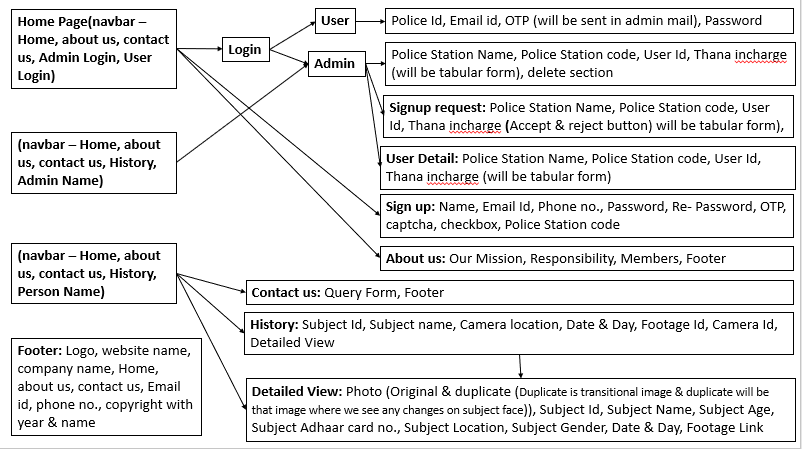 Home Page(navbar –
Home, about us, contact
us, Admin Login, User
Login)
Login
User
Admin
Police Id, Email id, OTP (will be sent in admin mail), Password
Police Station Name, Police Station code, User Id, Thana incharge
(will be tabular form), delete section
Signup request: Police Station Name, Police Station code, User
Id, Thana incharge (Accept & reject button) will be tabular form),
(navbar – Home, about
us, contact us, History,
Admin Name)
User Detail: Police Station Name, Police Station code, User Id,
Thana incharge (will be tabular form)
Sign up: Name, Email Id, Phone no., Password, Re- Password, OTP,
captcha, checkbox, Police Station code
About us: Our Mission, Responsibility, Members, Footer
(navbar – Home, about
us, contact us, History,
Person Name)
Contact us: Query Form, Footer
History: Subject Id, Subject name, Camera location, Date & Day, Footage Id, Camera Id,
Detailed View
Footer: Logo, website name,
company name, Home,
about us, contact us, Email
id, phone no., copyright with
year & name
Detailed View: Photo (Original & duplicate (Duplicate is transitional image & duplicate will be
that image where we see any changes on subject face)), Subject Id, Subject Name, Subject Age,
Subject Adhaar card no., Subject Location, Subject Gender, Date & Day, Footage Link